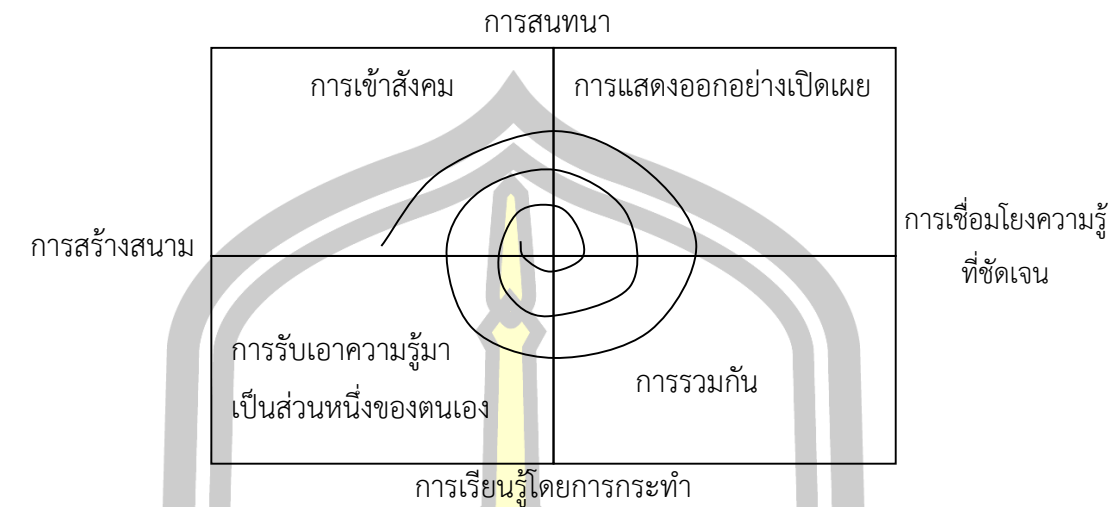 การสนทนา
การเข้าสังคม
การแสดงออกอย่างเปิดเผย
การสร้างสนาม
การเชื่อมโยงความรู้
ที่ชัดเจน
การรับเอาความรู้มา
เป็นส่วนหนึ่งของตนเอง
การรวมกัน
การเรียนรู้โดยการกระทำ